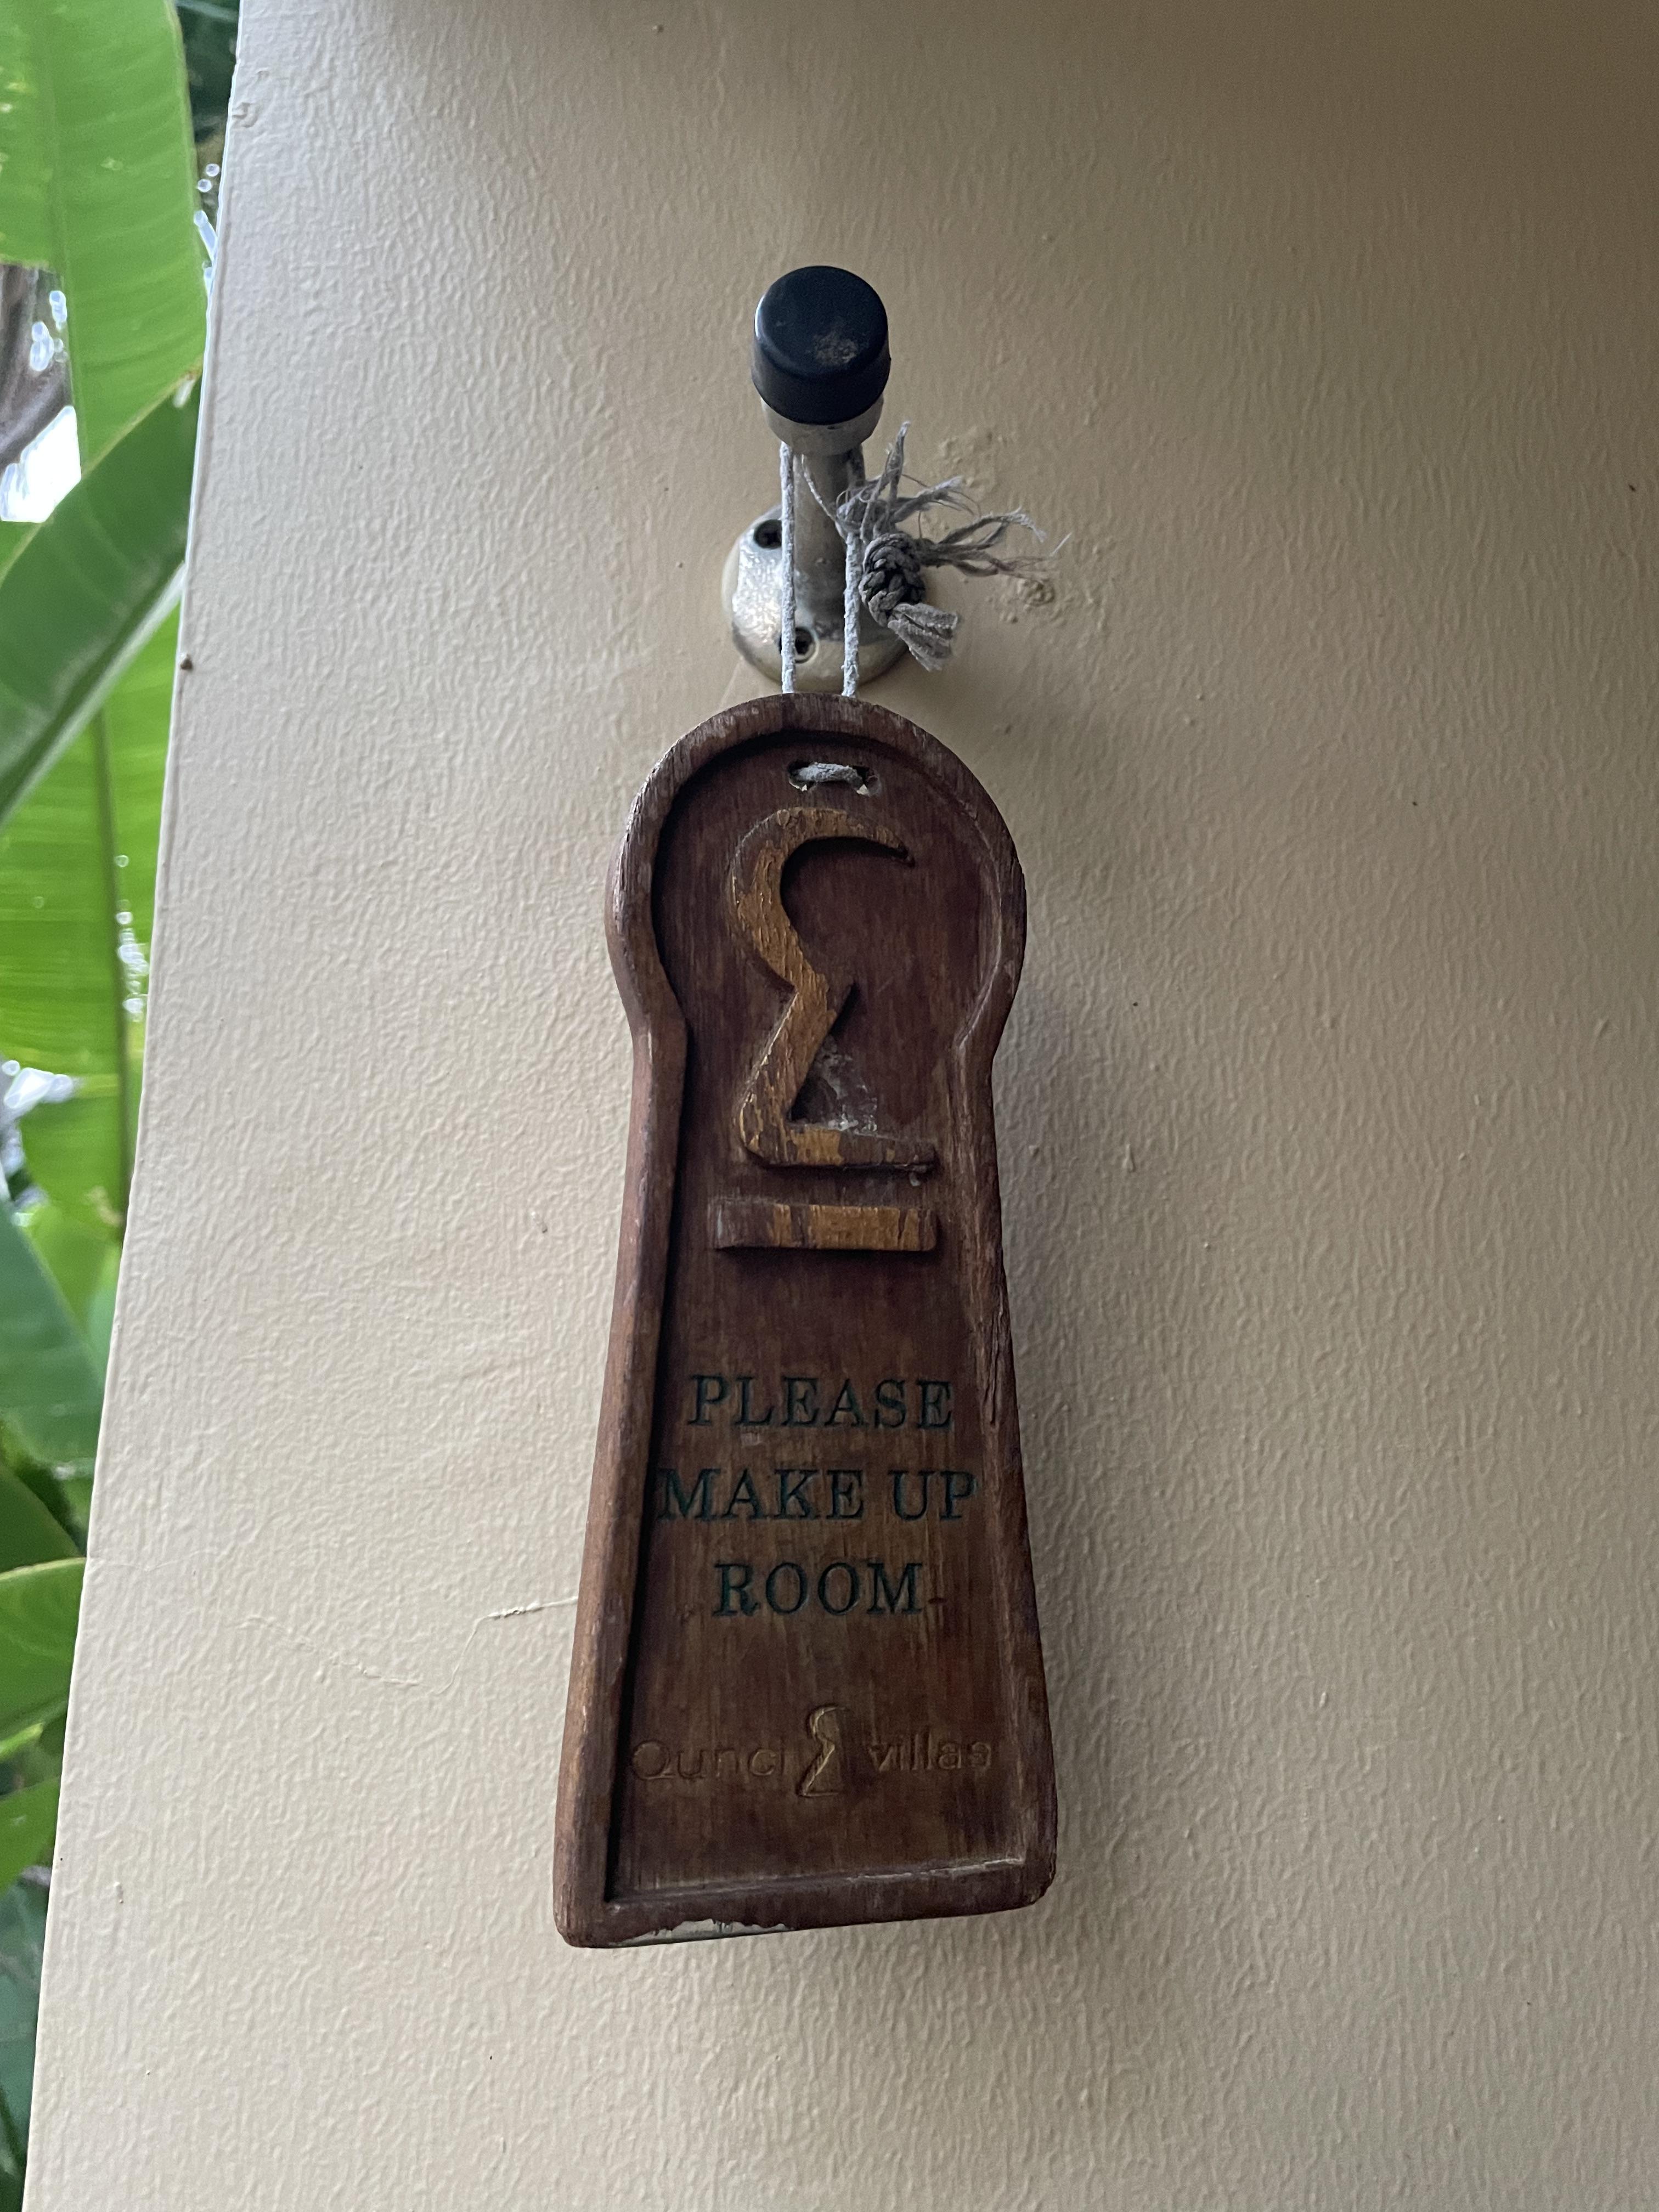 PLEASE
MAKE UP
ROOM
Qunci villas